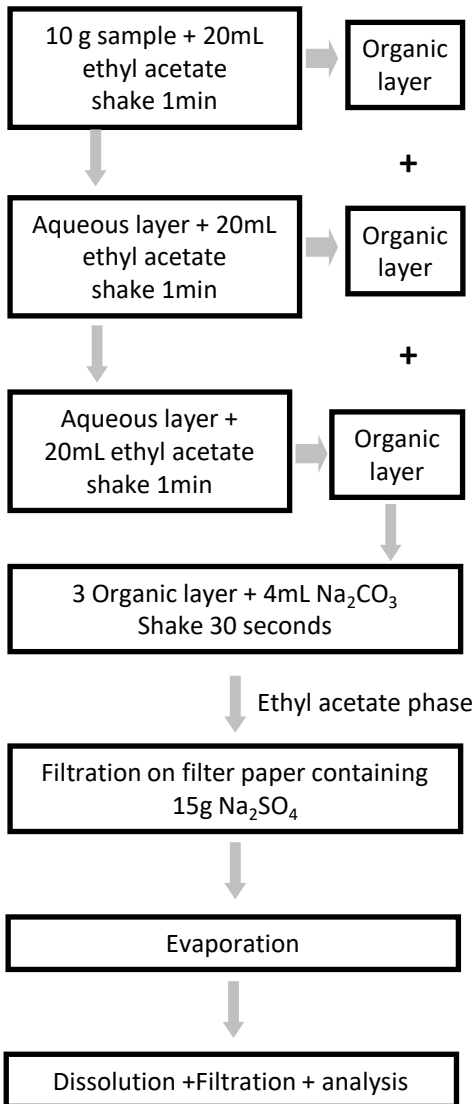 10 g sample + 20mL
ethyl acetate
shake 1min
Organic
layer
+
Aqueous layer + 20mL
ethyl acetate
shake 1min
Organic
layer
+
Aqueous layer +
20mL ethyl acetate
shake 1min
Organic
layer
3 Organic layer + 4mL Na₂CO₃
Shake 30 seconds
Ethyl acetate phase
Filtration on filter paper containing
15g Na₂SO₄
Evaporation
Dissolution +Filtration + analysis